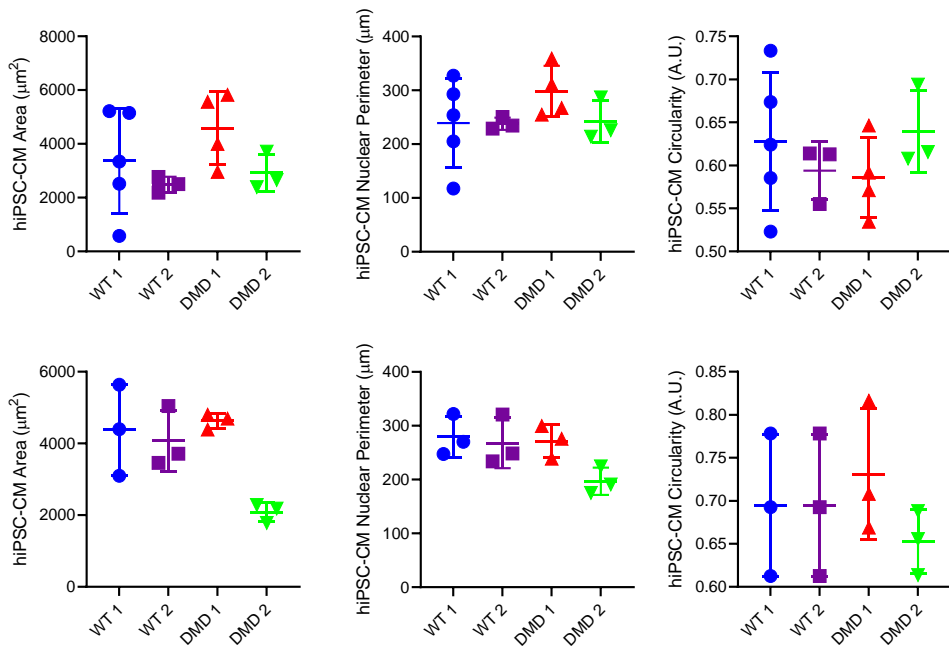 hiPSC-CM Area (μm²)
8000
6000
4000
2000
0
WT 1
WT 2
DMD 1
DMD 2
hiPSC-CM Nuclear Perimeter (μm)
400
300
200
100
0
WT 1
WT 2
DMD 1
DMD 2
hiPSC-CM Circularity (A.U.)
0.75
0.70
0.65
0.60
0.55
0.50
WT 1
WT 2
DMD 1
DMD 2
hiPSC-CM Area (μm²)
6000
4000
2000
0
WT 1
WT 2
DMD 1
DMD 2
hiPSC-CM Nuclear Perimeter (μm)
400
300
200
100
0
WT 1
WT 2
DMD 1
DMD 2
hiPSC-CM Circularity (A.U.)
0.85
0.80
0.75
0.70
0.65
0.60
WT 1
WT 2
DMD 1
DMD 2